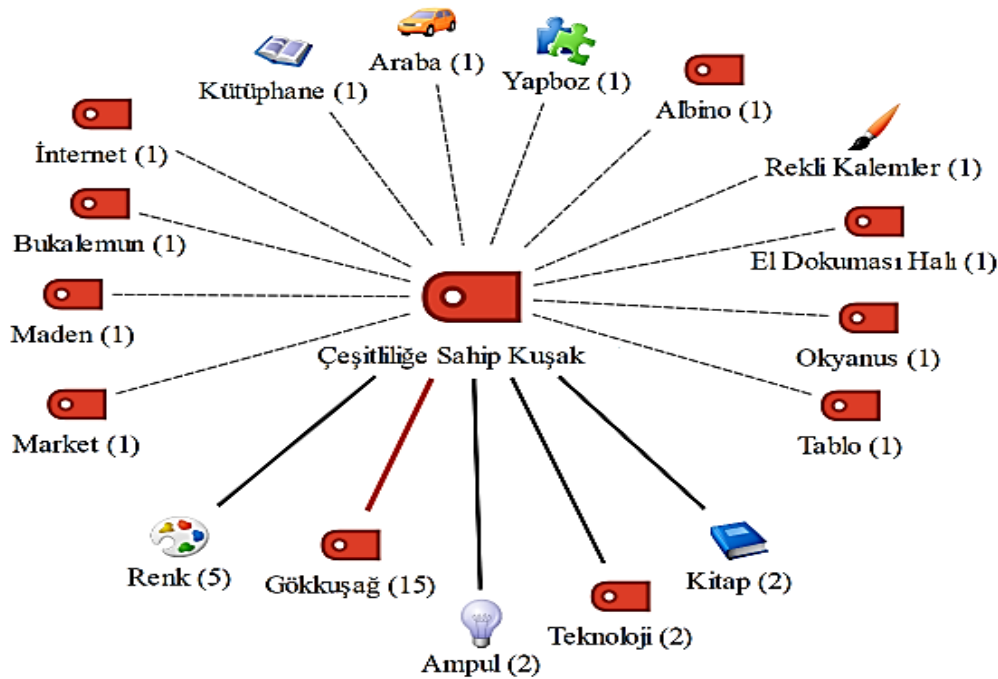 Araba (1)
Yapboz (1)
Kütüphane (1)
Albino (1)
İnternet (1)
Rekli Kalemler (1)
Bukalemun (1)
El Dokuması Halı (1)
Maden (1)
Çeşitliliğe Sahip Kuşak
Okyanus (1)
Market (1)
Tablo (1)
Renk (5)
Gökkuşağ (15)
Kitap (2)
Teknoloji (2)
Ampul (2)